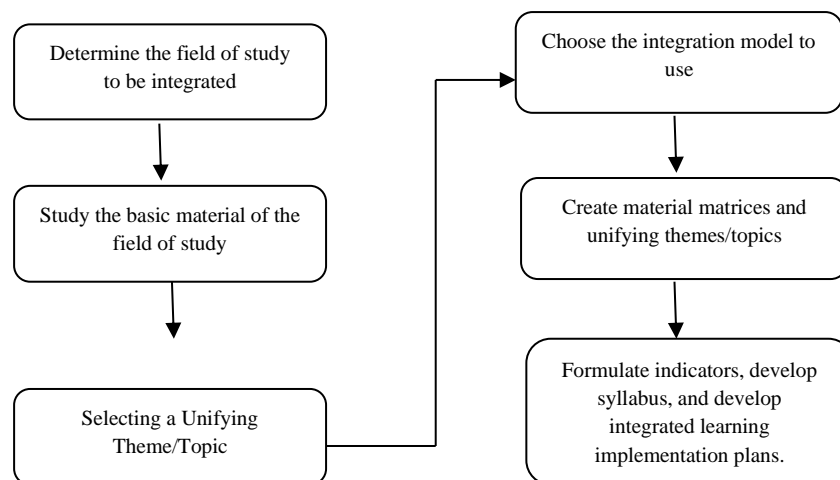 Determine the field of study
to be integrated
Study the basic material of the
field of study
Selecting a Unifying
Theme/Topic
Choose the integration model to
use
Create material matrices and
unifying themes/topics
Formulate indicators, develop
syllabus, and develop
integrated learning
implementation plans.